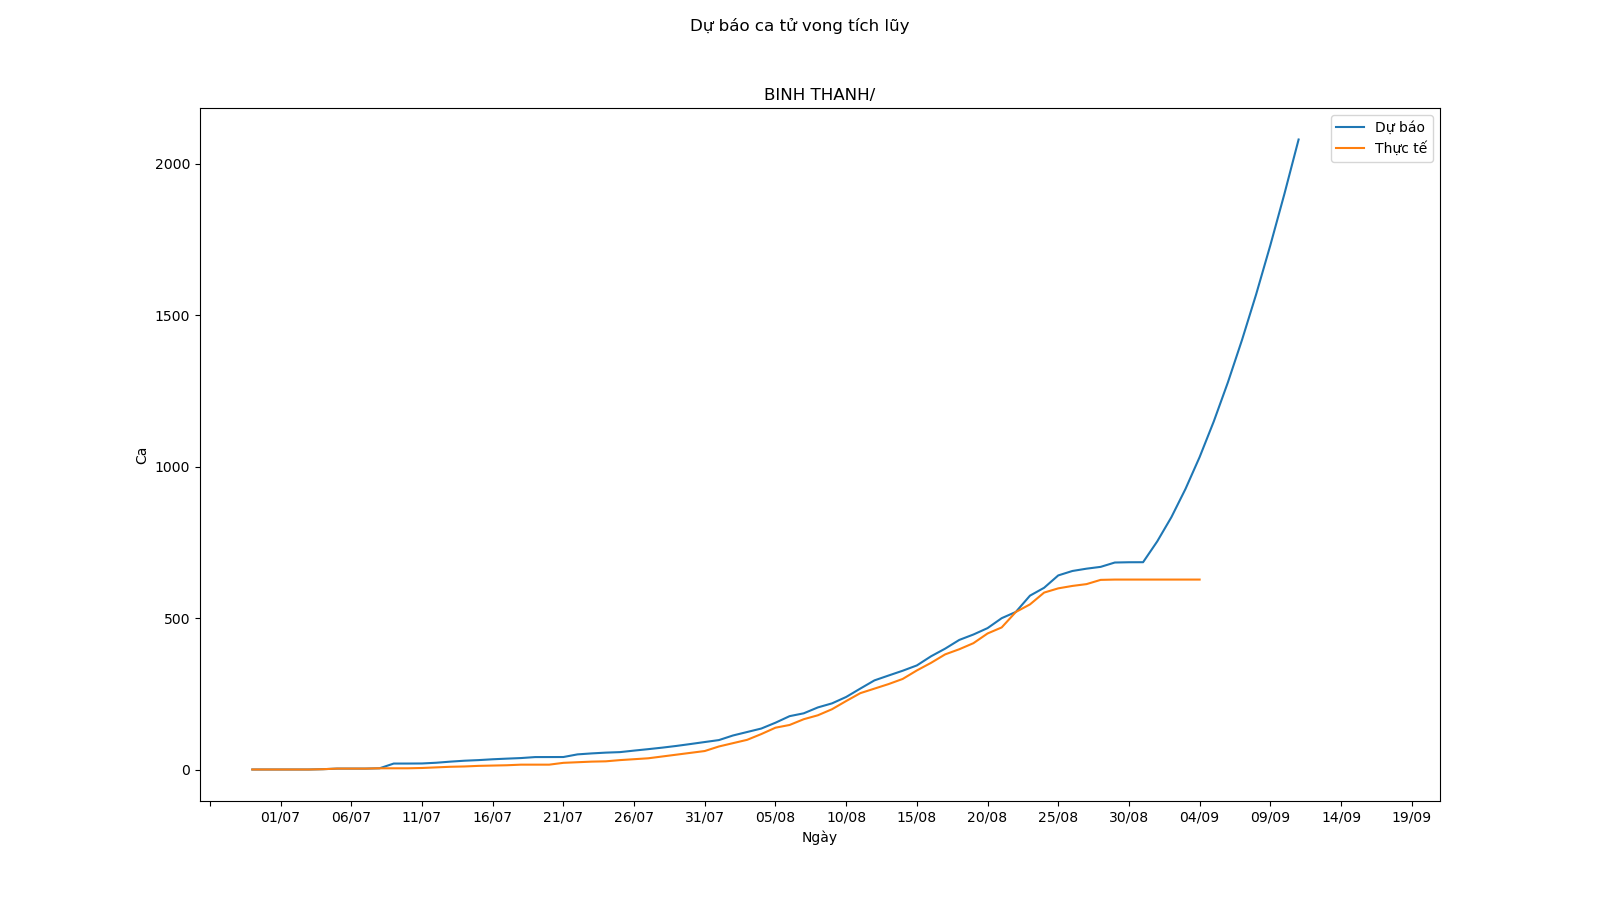 Dự báo ca tử vong tích lũy
BINH THANH/
Dự báo
Thực tế
2000
1500
1000
500
0
Ca
01/07 06/07 11/07 16/07 21/07 26/07 31/07 05/08 10/08 15/08 20/08 25/08 30/08 04/09 09/09 14/09 19/09
Ngày